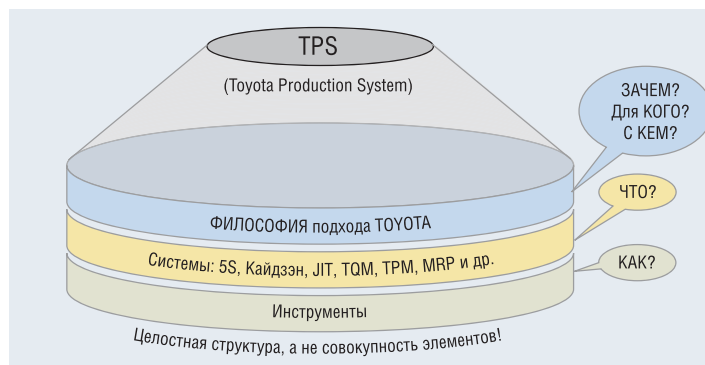 TPS
(Toyota Production System)
ЗАЧЕМ?
Для КОГО?
С КЕМ?
ФИЛОСОФИЯ подхода TOYOTA
ЧТО?
Системы: 5S, Кайдзэн, JIT, TQM, TPM, MRP и др.
КАК?
Инструменты
Целостная структура, а не совокупность элементов!